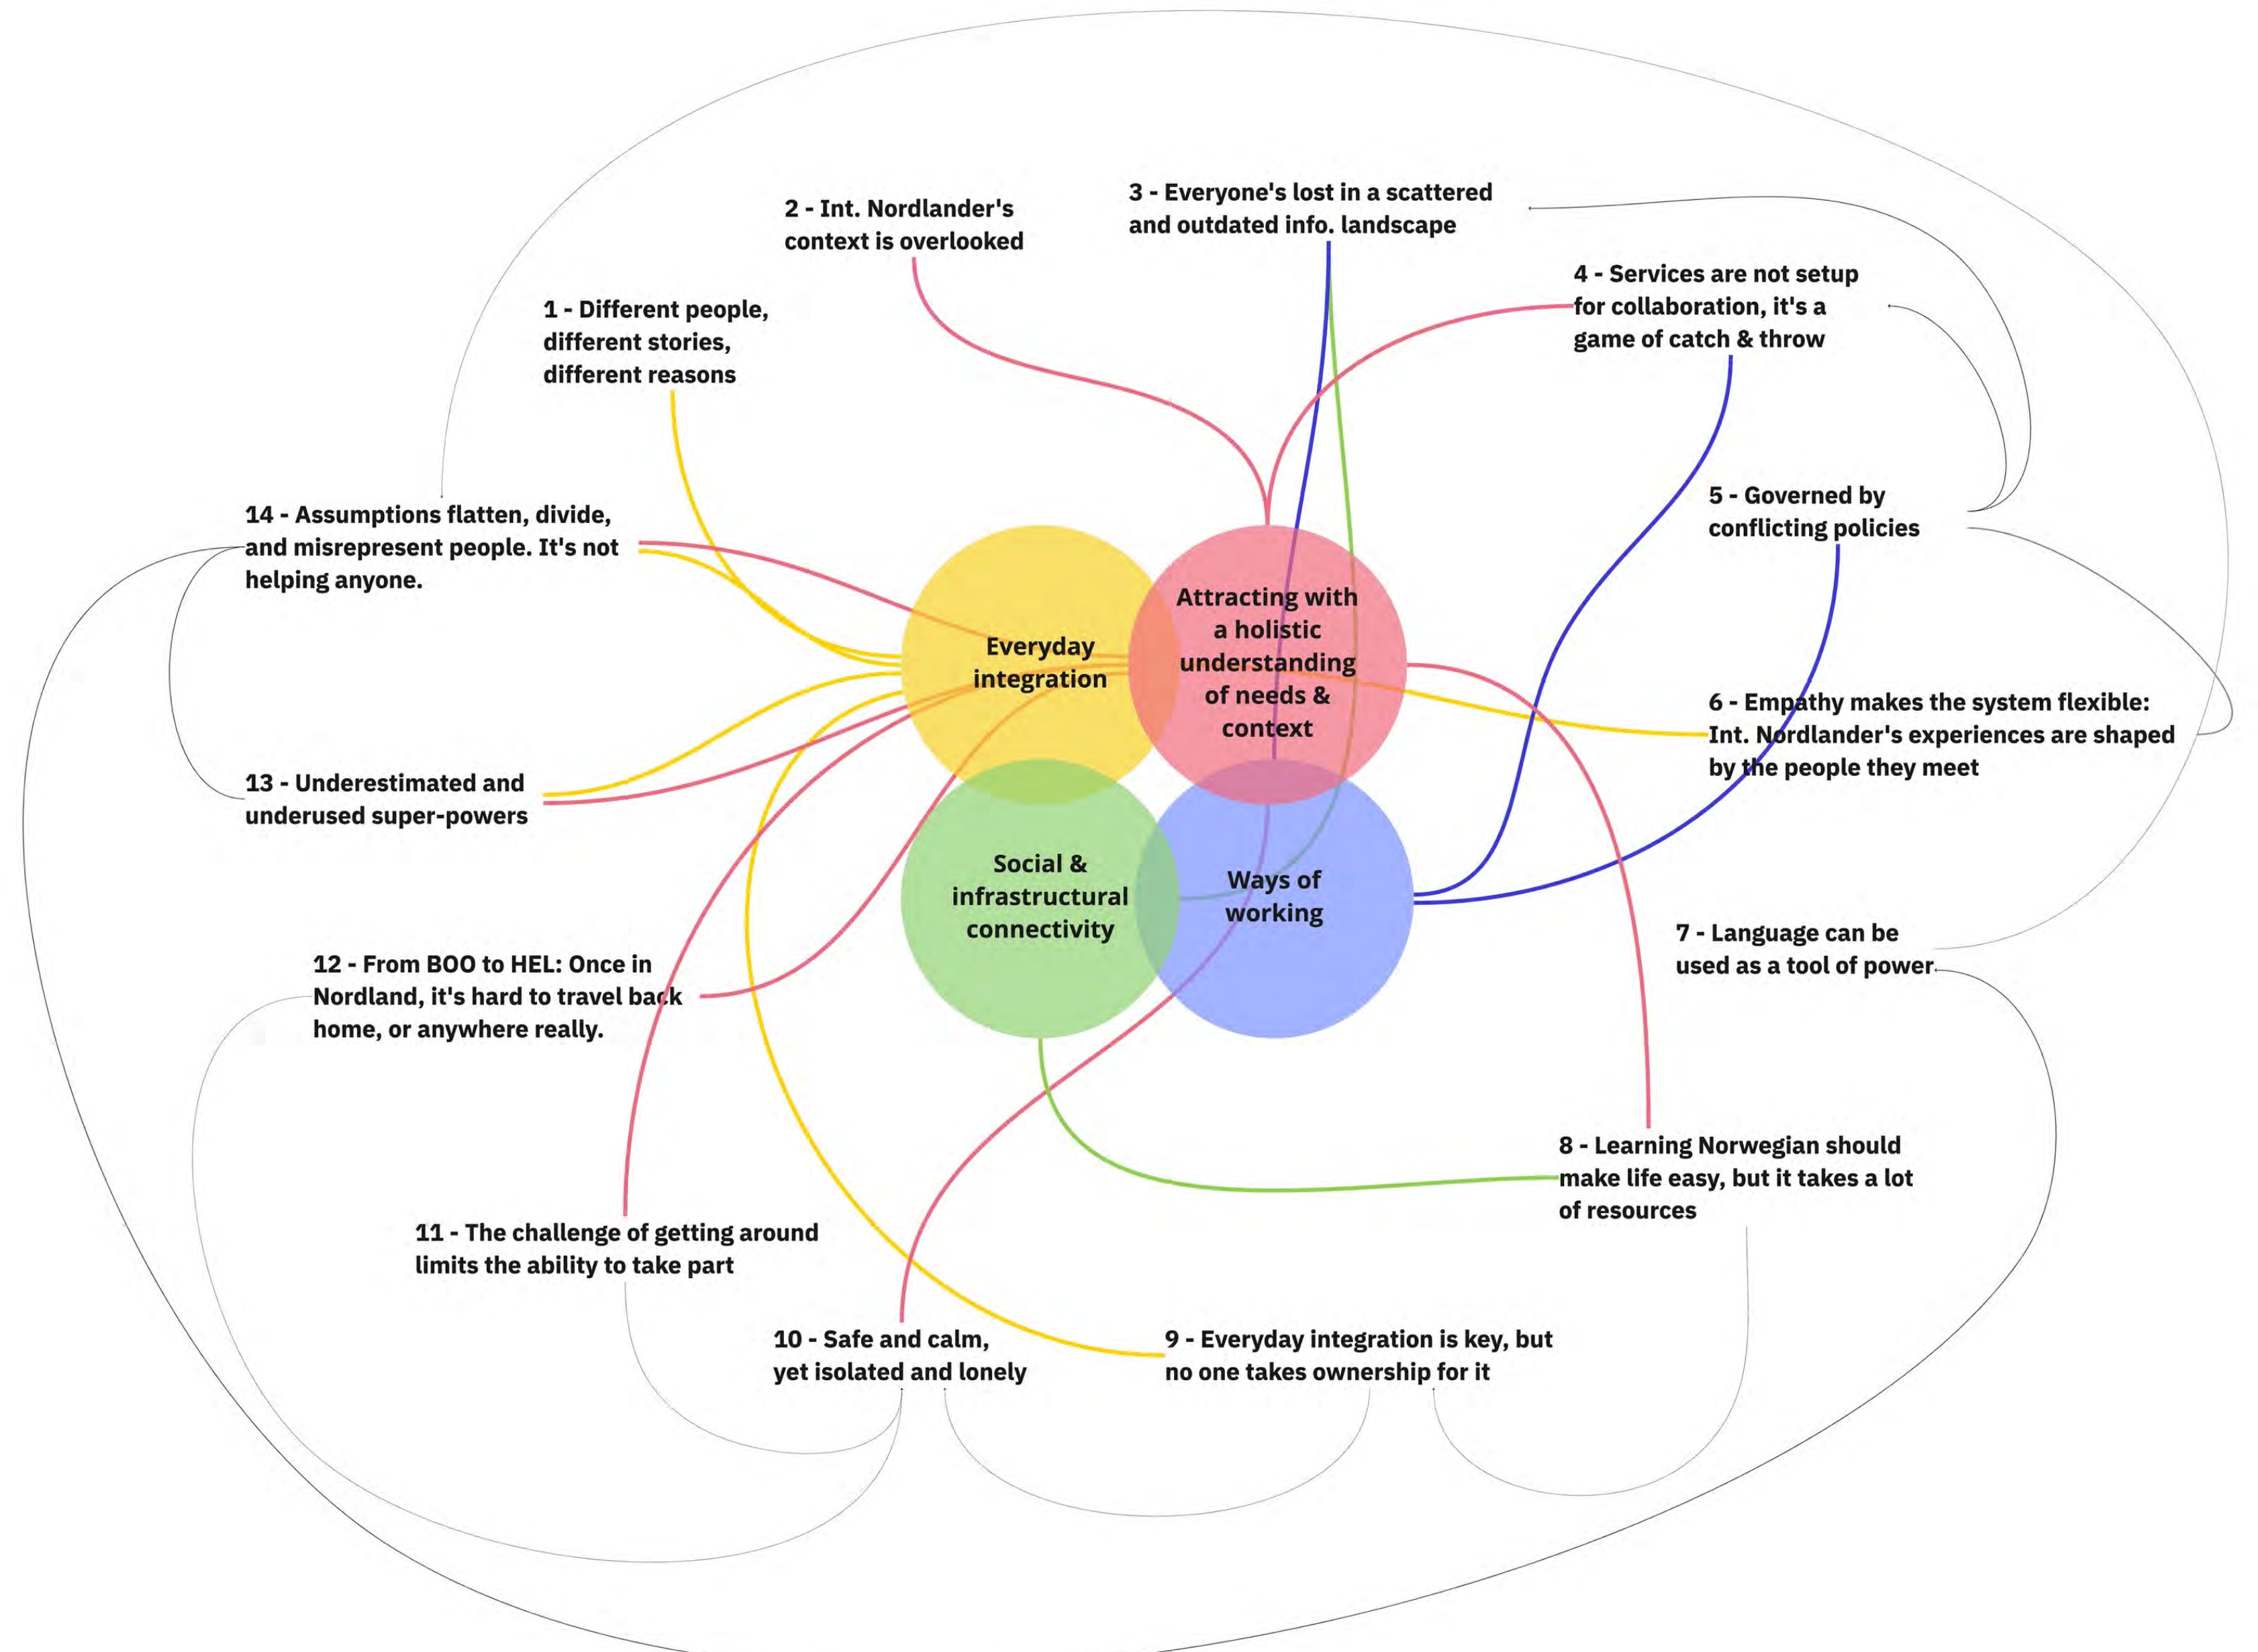 2 - Int. Nordlander's
context is overlooked
3 - Everyone's lost in a scattered
and outdated info. landscape
1 - Different people,
different stories,
different reasons
4 - Services are not setup
for collaboration, it's a
game of catch & throw
14 - Assumptions flatten, divide,
and misrepresent people. It's not
helping anyone.
5 - Governed by
conflicting policies
Everyday
integration
Attracting with
a holistic
understanding
of needs &
context
6 - Empathy makes the system flexible:
Int. Nordlander's experiences are shaped
by the people they meet
13 - Underestimated and
underused super-powers
Social &
infrastructural
connectivity
Ways of
working
7 - Language can be
used as a tool of power
12 - From BOO to HEL: Once in
Nordland, it's hard to travel back
home, or anywhere really.
8 - Learning Norwegian should
make life easy, but it takes a lot
of resources
11 - The challenge of getting around
limits the ability to take part
10 - Safe and calm,
yet isolated and lonely
9 - Everyday integration is key, but
no one takes ownership for it